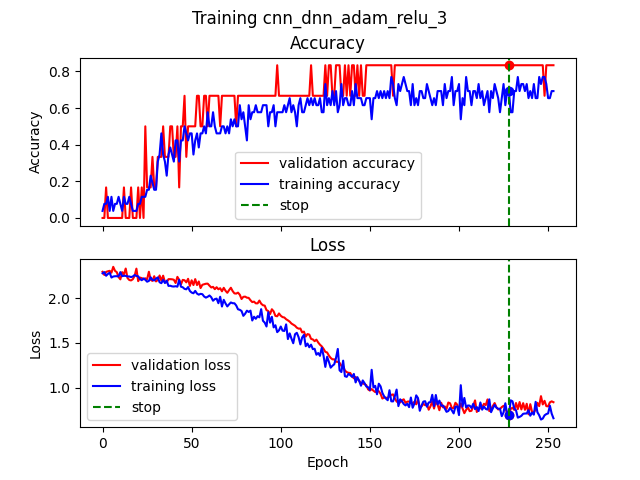 Training cnn_dnn_adam_relu_3
Accuracy
Accuracy
0.8
0.6
0.4
0.2
0.0
validation accuracy
training accuracy
stop
Loss
Loss
2.0
1.5
1.0
validation loss
training loss
stop
0 50 100 150 200 250
Epoch